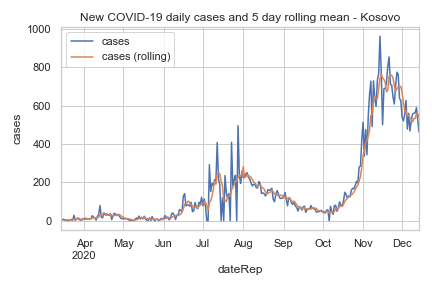 New COVID-19 daily cases and 5 day rolling mean - Kosovo
cases
cases (rolling)
1000
800
600
400
200
0
cases
Apr May Jun Jul Aug Sep Oct Nov Dec
2020
dateRep